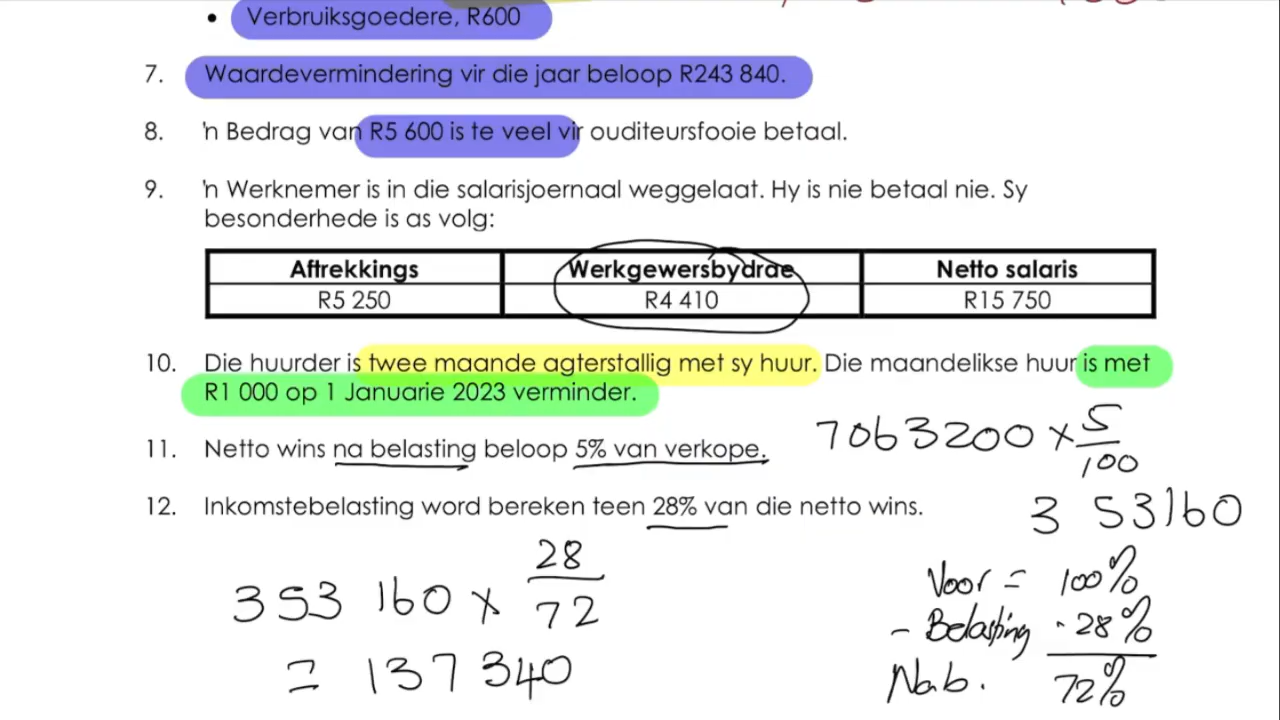 • Verbruiksgoedere, R600
7. Waardevermindering vir die jaar beloop R243 840.
8. 'n Bedrag van R5 600 is te veel vir ouditeursfooie betaal.
9. 'n Werknemer is in die salarisjoernaal weggelaat. Hy is nie betaal nie. Sy
besonderhede is as volg:
Aftrekkings Werkgewersbydrae Netto salaris
R5 250 R4 410 R15 750
10. Die huurder is twee maande agterstallig met sy huur. Die maandelikse huur is met
R1 000 op 1 Januarie 2023 verminder.
7063200 × 5/100
11. Netto wins na belasting beloop 5% van verkope.
12. Inkomstebelasting word bereken teen 28% van die netto wins.
3 53160
353 160 × 28/72
= 137 340
Voor = 100%
- Belasting - 28%
Na b. 72%